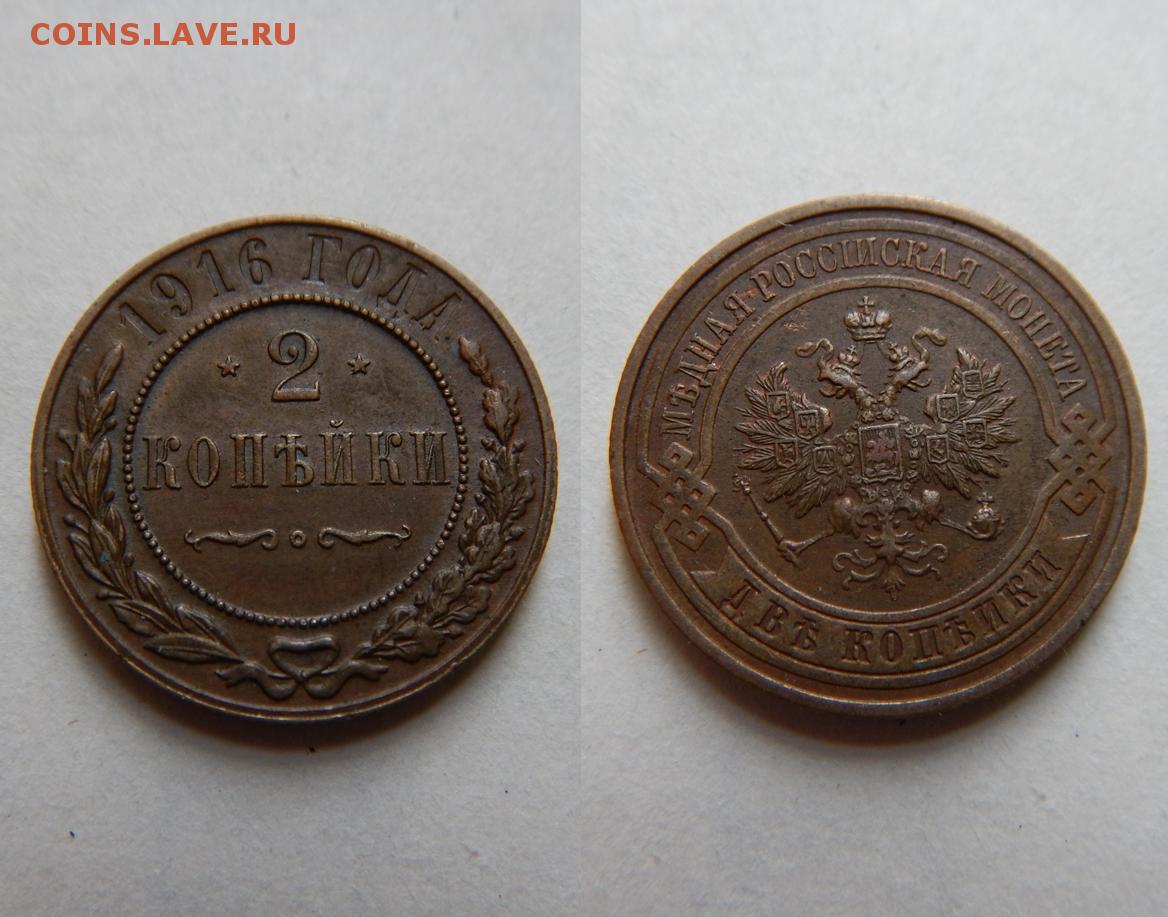 COINS.LAVE.RU
1916 ГОДА
2
КОПѢЙКИ
МѢДНАЯ РОССІЙСКАЯ МОНЕТА
ДВѢ КОПѢЙКИ